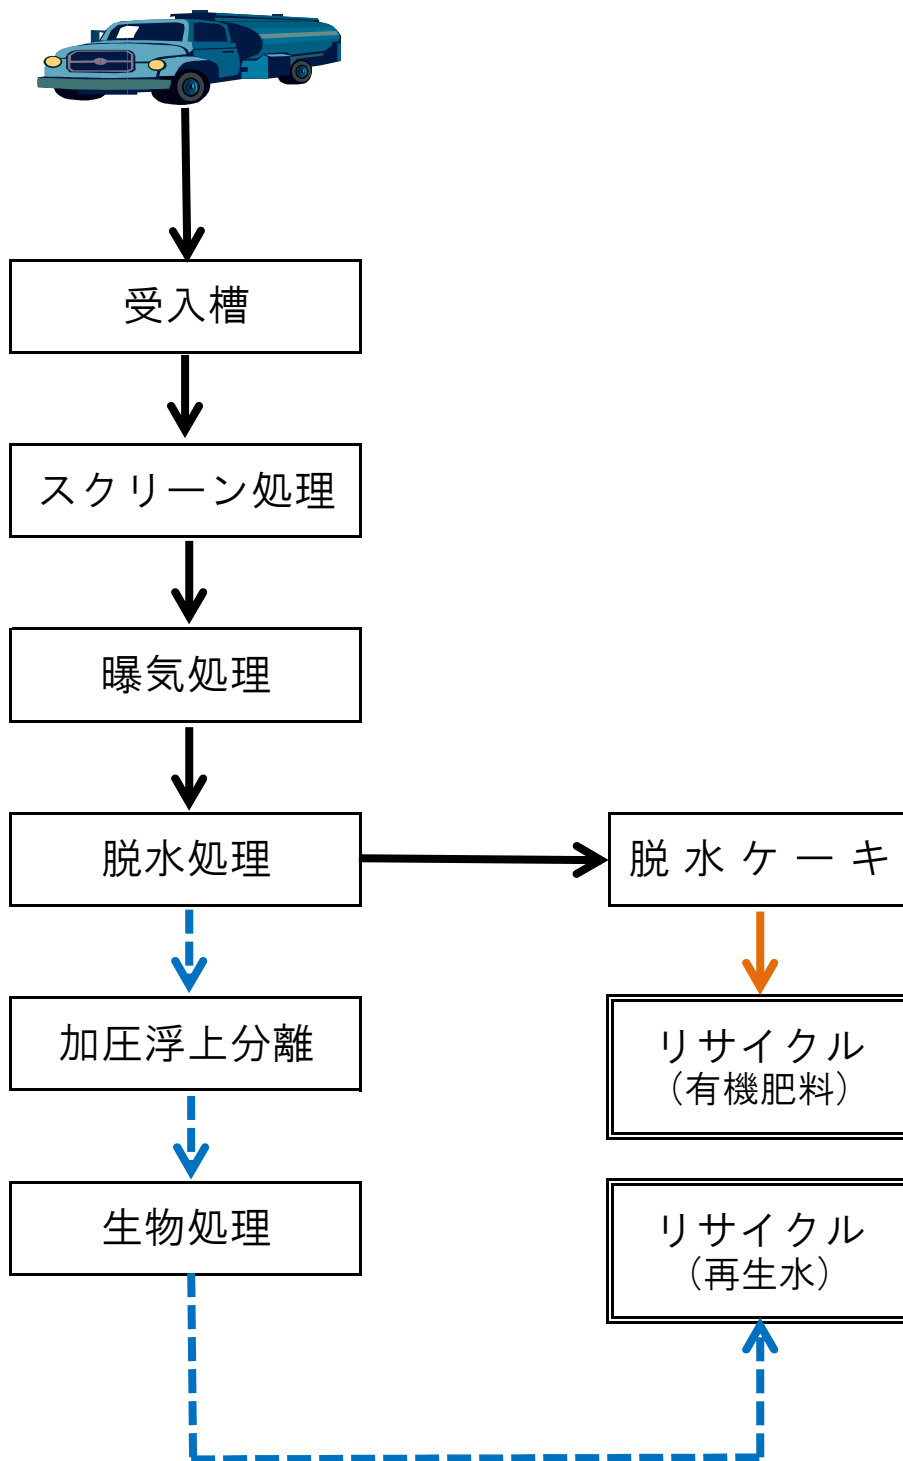 受入槽
スクリーン処理
曝気処理
脱水処理
脱水ケーキ
加圧浮上分離
リサイクル
（有機肥料）
生物処理
リサイクル
（再生水）